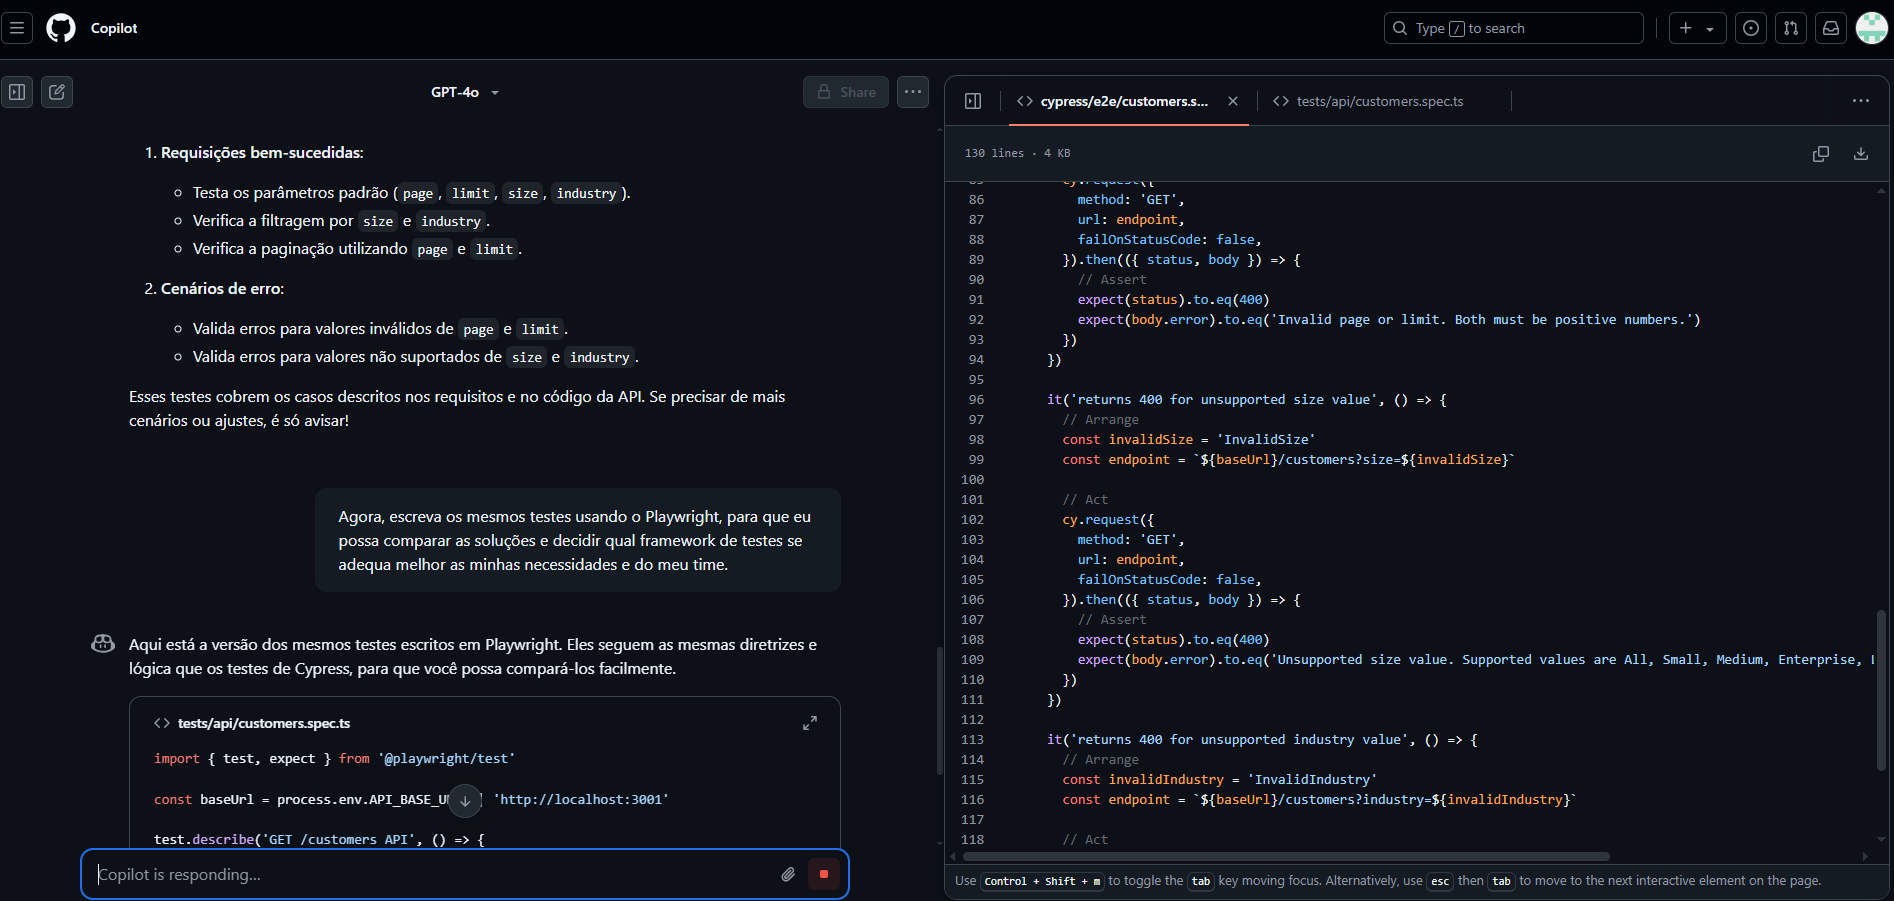 Copilot
Type / to search
GPT-4o
Share
1. Requisições bem-sucedidas:
Testa os parâmetros padrão (page, limit, size, industry).
Verifica a filtragem por size e industry.
Verifica a paginação utilizando page e limit.
2. Cenários de erro:
Valida erros para valores inválidos de page e limit.
Valida erros para valores não suportados de size e industry.
Esses testes cobrem os casos descritos nos requisitos e no código da API. Se precisar de mais
cenários ou ajustes, é só avisar!
Agora, escreva os mesmos testes usando o Playwright, para que eu
possa comparar as soluções e decidir qual framework de testes se
adequa melhor as minhas necessidades e do meu time.
Aqui está a versão dos mesmos testes escritos em Playwright. Eles seguem as mesmas diretrizes e
lógica que os testes de Cypress, para que você possa compará-los facilmente.
tests/api/customers.spec.ts
import { test, expect } from '@playwright/test'
const baseUrl = process.env.API_BASE_U 'http://localhost:3001'
test.describe('GET /customers API', () => {
Copilot is responding...
cypress/e2e/customers.s...
tests/api/customers.spec.ts
130 lines · 4 KB
85 cy.request({
86 method: 'GET',
87 url: endpoint,
88 failOnStatusCode: false,
89 }).then(({ status, body }) => {
90 // Assert
91 expect(status).to.eq(400)
92 expect(body.error).to.eq('Invalid page or limit. Both must be positive numbers.')
93 })
94 })
95
96 it('returns 400 for unsupported size value', () => {
97 // Arrange
98 const invalidSize = 'InvalidSize'
99 const endpoint = `${baseUrl}/customers?size=${invalidSize}`
100
101 // Act
102 cy.request({
103 method: 'GET',
104 url: endpoint,
105 failOnStatusCode: false,
106 }).then(({ status, body }) => {
107 // Assert
108 expect(status).to.eq(400)
109 expect(body.error).to.eq('Unsupported size value. Supported values are All, Small, Medium, Enterprise,
110 })
111 })
112
113 it('returns 400 for unsupported industry value', () => {
114 // Arrange
115 const invalidIndustry = 'InvalidIndustry'
116 const endpoint = `${baseUrl}/customers?industry=${invalidIndustry}`
117
118 // Act
Use Control + Shift + m to toggle the tab key moving focus. Alternatively, use esc then tab to move to the next interactive element on the page.